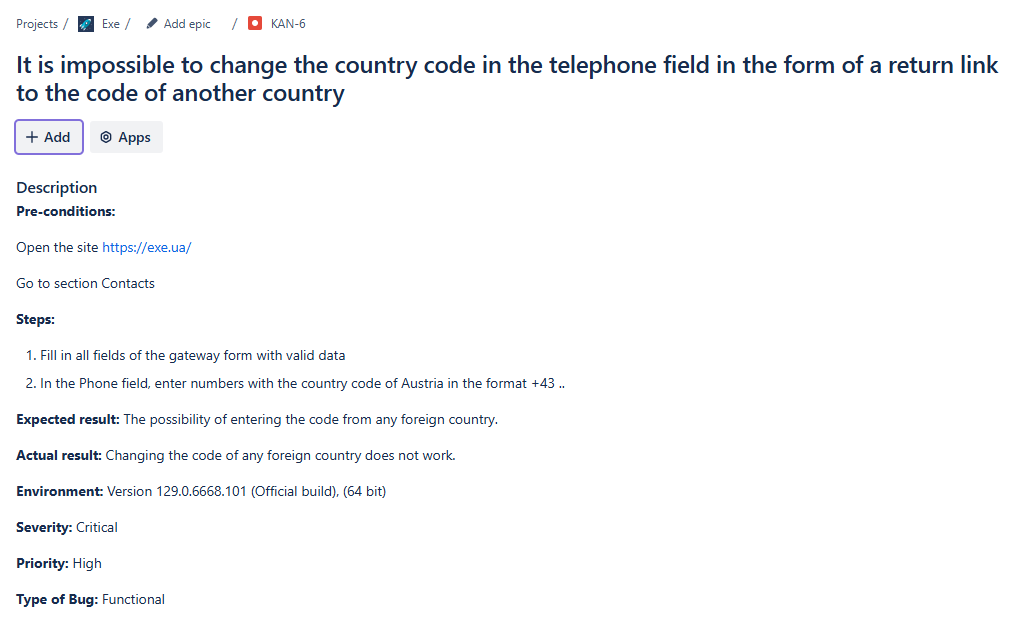 Projects / Exe / Add epic / KAN-6
It is impossible to change the country code in the telephone field in the form of a return link
to the code of another country
+ Add Apps
Description
Pre-conditions:
Open the site https://exe.ua/
Go to section Contacts
Steps:
1. Fill in all fields of the gateway form with valid data
2. In the Phone field, enter numbers with the country code of Austria in the format +43 ..
Expected result: The possibility of entering the code from any foreign country.
Actual result: Changing the code of any foreign country does not work.
Environment: Version 129.0.6668.101 (Official build), (64 bit)
Severity: Critical
Priority: High
Type of Bug: Functional